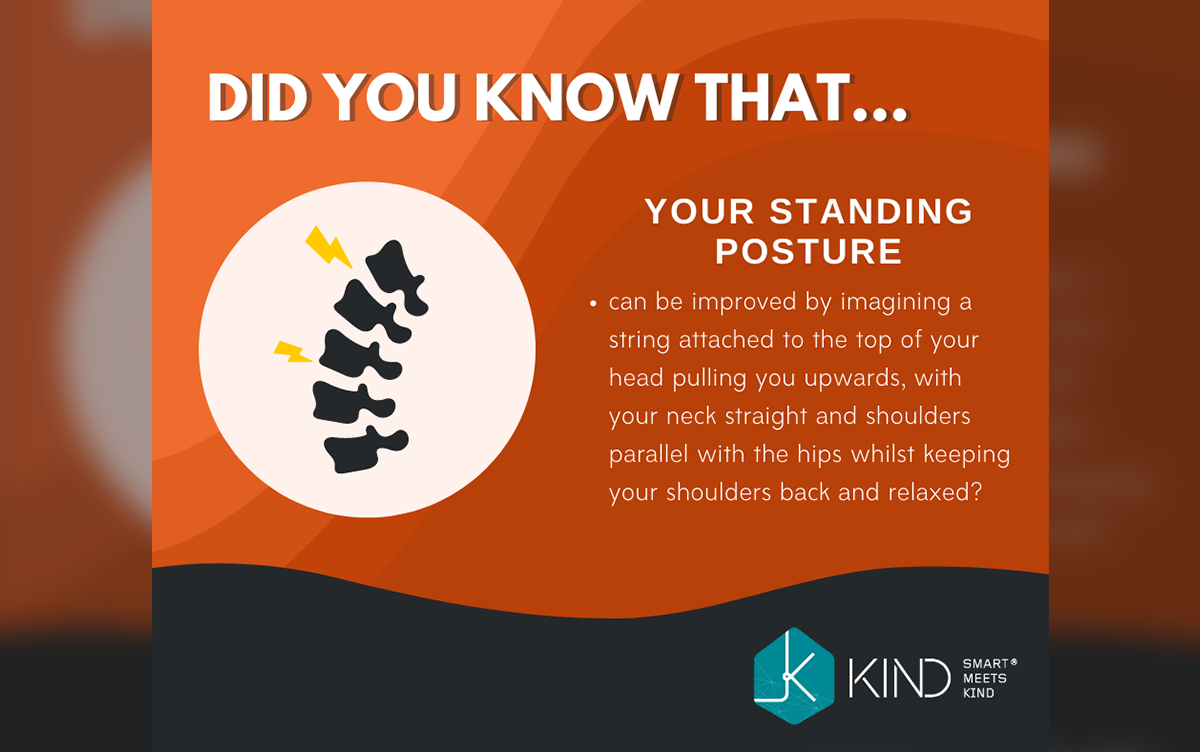 DID YOU KNOW THAT...
YOUR STANDING
POSTURE
• can be improved by imagining a
string attached to the top of your
head pulling you upwards, with
your neck straight and shoulders
parallel with the hips whilst keeping
your shoulders back and relaxed?
KIND
SMART®
MEETS
KIND